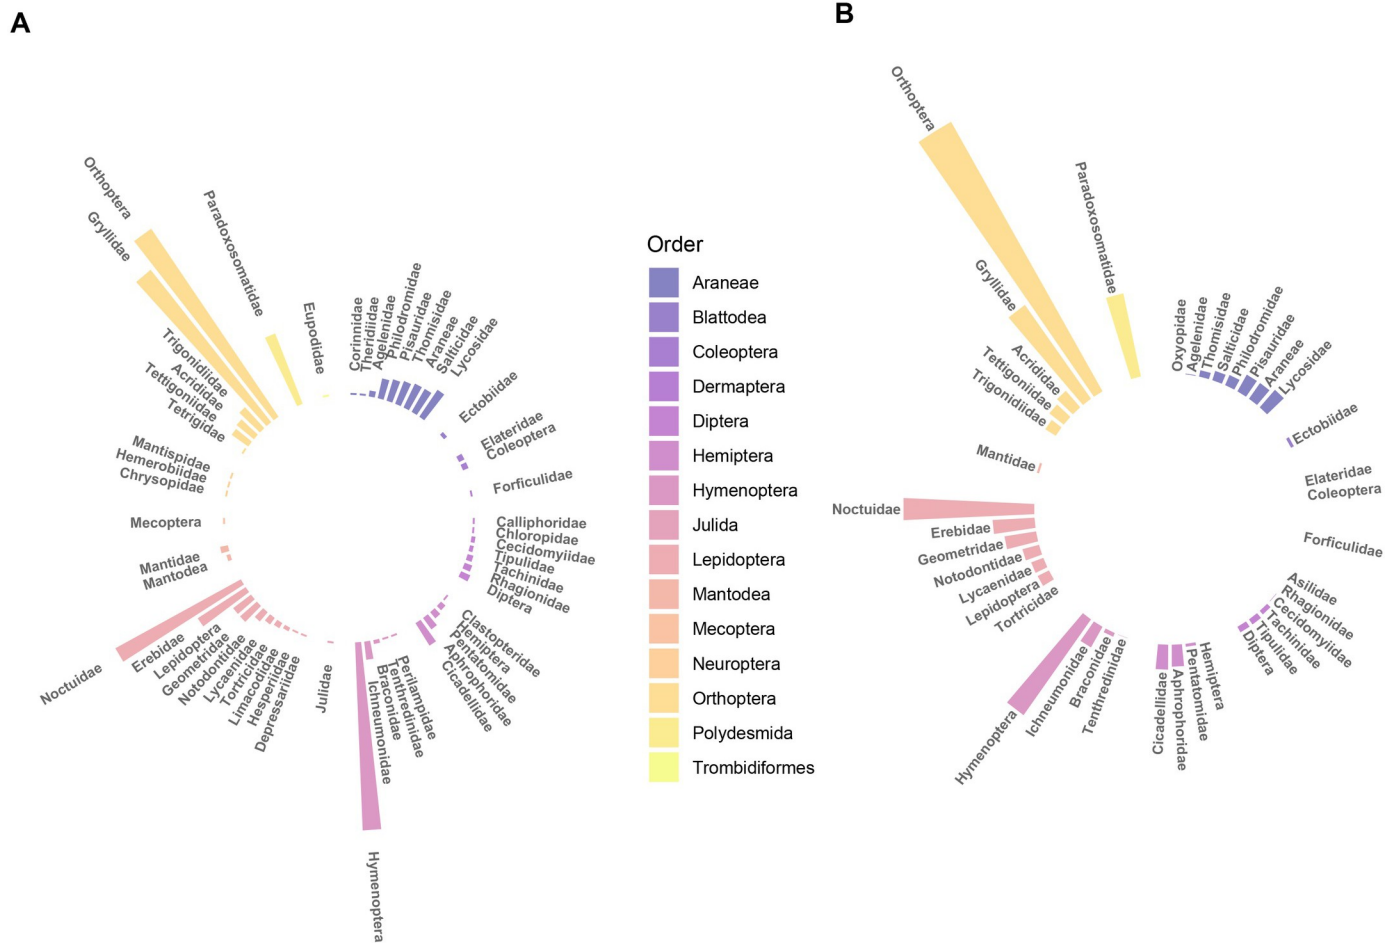 A
Orthoptera
Gryllidae
Paradoxosomatidae
Eupodidae
Corinnidae
Theridiidae
Agelenidae
Philodromidae
Pisauridae
Thomisidae
Araneae
Salticidae
Lycosidae
Ectobiidae
Elateridae
Coleoptera
Forficulidae
Calliphoridae
Chloropidae
Cecidomyiidae
Tipulidae
Tachinidae
Rhagionidae
Diptera
Clastopteridae
Hemiptera
Pentatomidae
Aphrophoridae
Cicadellidae
Perilampidae
Tenthredinidae
Braconidae
Ichneumonidae
Hymenoptera
Julidae
Depressariidae
Hesperiidae
Limacodidae
Tortricidae
Lycaenidae
Notodontidae
Geometridae
Lepidoptera
Erebidae
Noctuidae
Mantodea
Mantidae
Mecoptera
Chrysopidae
Hemerobiidae
Mantispidae
Tetrigidae
Tettigoniidae
Acrididae
Trigonidiidae
Order
Araneae
Blattodea
Coleoptera
Dermaptera
Diptera
Hemiptera
Hymenoptera
Julida
Lepidoptera
Mantodea
Mecoptera
Neuroptera
Orthoptera
Polydesmida
Trombidiformes
B
Orthoptera
Paradoxosomatidae
Oxyopidae
Agelenidae
Thomisidae
Salticidae
Philodromidae
Pisauridae
Araneae
Lycosidae
Ectobiidae
Elateridae
Coleoptera
Forficulidae
Asilidae
Rhagionidae
Cecidomyiidae
Tachinidae
Tipulidae
Diptera
Hemiptera
Pentatomidae
Aphrophoridae
Cicadellidae
Tenthredinidae
Braconidae
Ichneumonidae
Hymenoptera
Tortricidae
Lepidoptera
Lycaenidae
Notodontidae
Geometridae
Erebidae
Noctuidae
Mantidae
Trigonidiidae
Tettigoniidae
Acrididae
Gryllidae